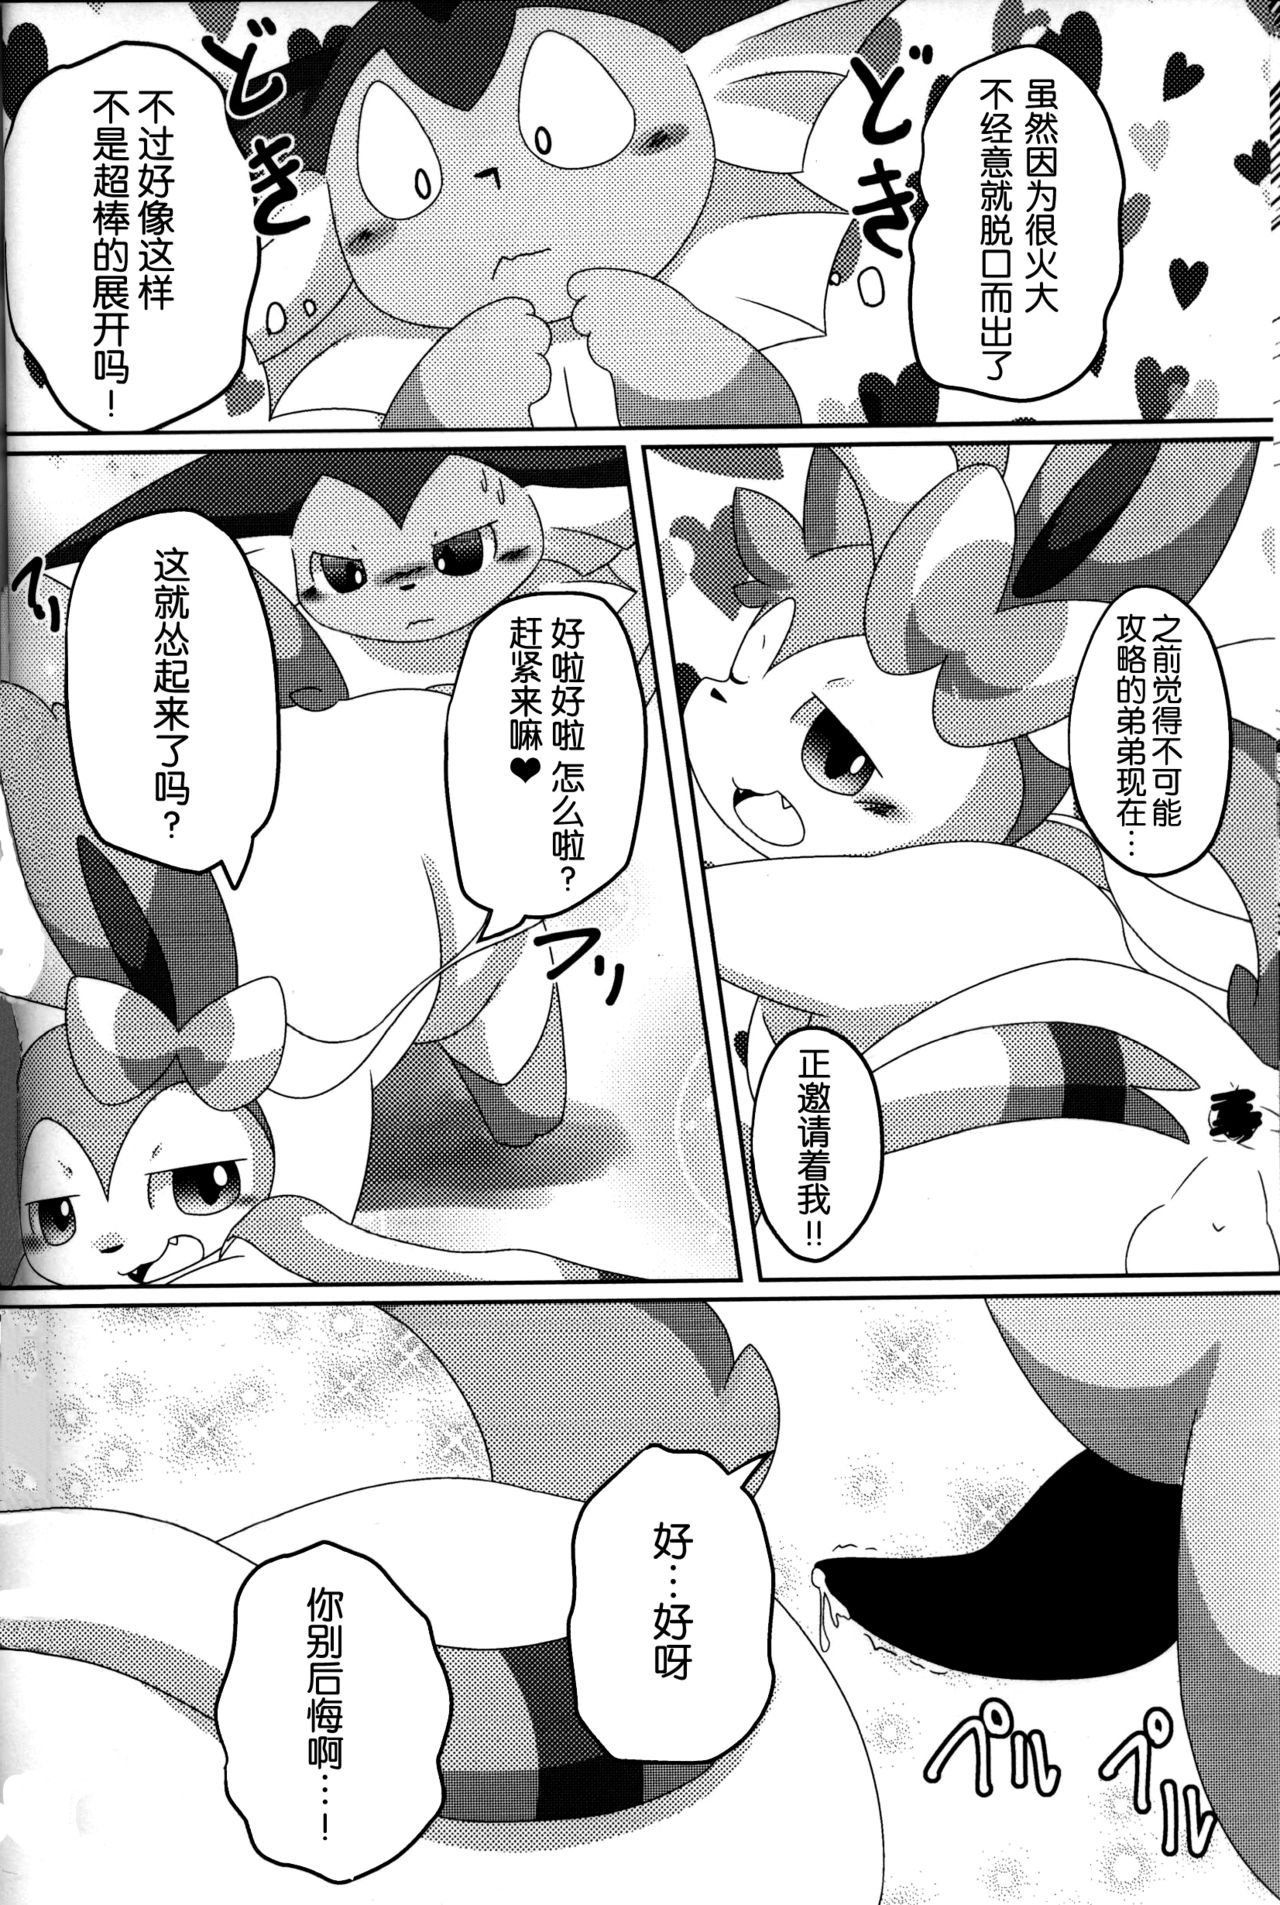 虽然因为很火大
不经意就脱口而出了
どき
どき
不过好像这样
不是超棒的展开吗！
之前觉得不可能
攻略的弟弟现在…
正邀请着我!!
好啦好啦 怎么啦？
赶紧来嘛❤
フッ
这就怂起来了吗？
フリ
好…好呀
你别后悔啊…！
ペル
ペル